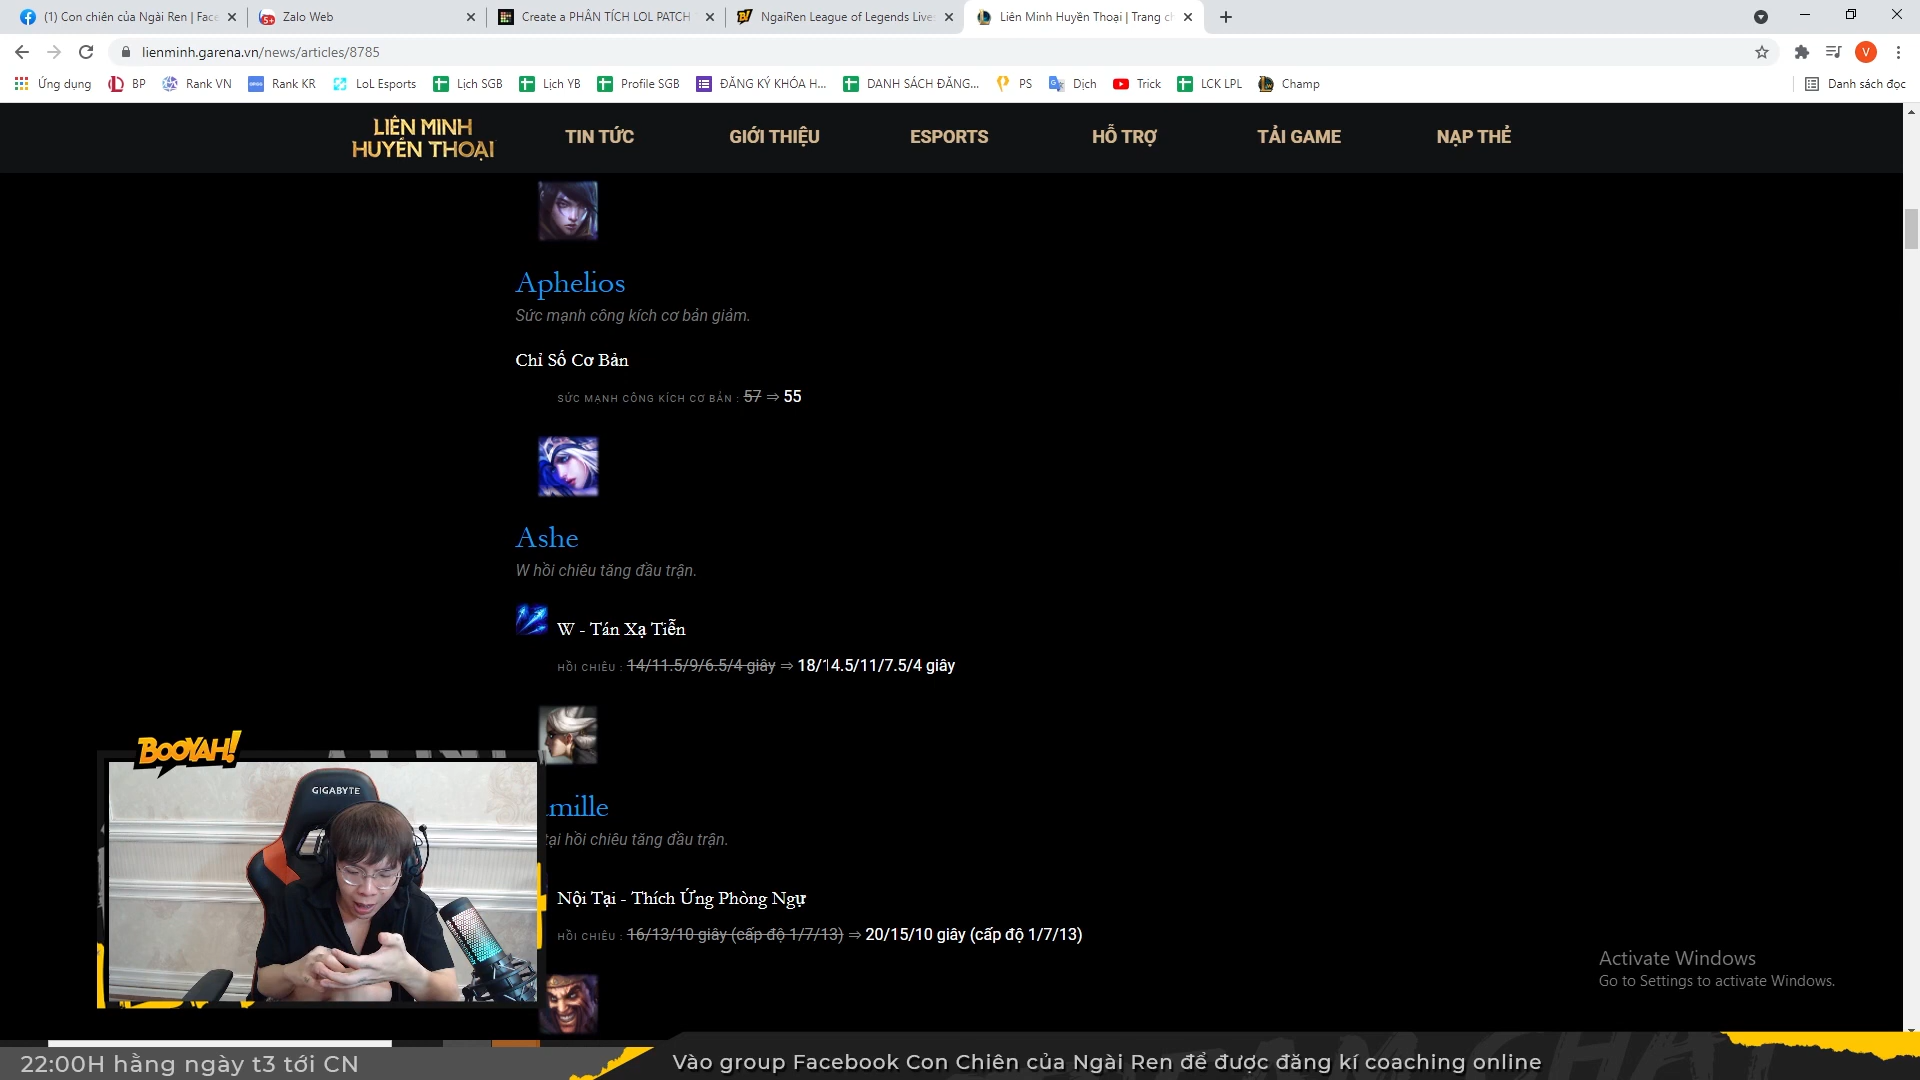 (1) Con chiên của Ngài Ren | Face
Zalo Web
Create a PHÂN TÍCH LOL PATCH
NgaiRen League of Legends Live
Liên Minh Huyền Thoại | Trang ch
lienminh.garena.vn/news/articles/8785
V
Ứng dụng
BP
Rank VN
Rank KR
LoL Esports
Lịch SGB
Lịch YB
Profile SGB
ĐĂNG KÝ KHÓA H...
DANH SÁCH ĐĂNG...
PS
Dịch
Trick
LCK LPL
Champ
Danh sách đọc
LIÊN MINH
HUYỀN THOẠI
TIN TỨC
GIỚI THIỆU
ESPORTS
HỖ TRỢ
TẢI GAME
NẠP THẺ
Aphelios
Sức mạnh công kích cơ bản giảm.
Chỉ Số Cơ Bản
SỨC MẠNH CÔNG KÍCH CƠ BẢN : 57 ⇒ 55
Ashe
W hồi chiêu tăng đầu trận.
W - Tán Xạ Tiễn
HỒI CHIÊU : 14/11.5/9/6.5/4 giây ⇒ 18/14.5/11/7.5/4 giây
mille
tại hồi chiêu tăng đầu trận.
Nội Tại - Thích Ứng Phòng Ngự
HỒI CHIÊU : 16/13/10 giây (cấp độ 1/7/13) ⇒ 20/15/10 giây (cấp độ 1/7/13)
BOOYAH!
GIGABYTE
Activate Windows
Go to Settings to activate Windows.
22:00H hằng ngày t3 tới CN
Vào group Facebook Con Chiên của Ngài Ren để được đăng kí coaching online